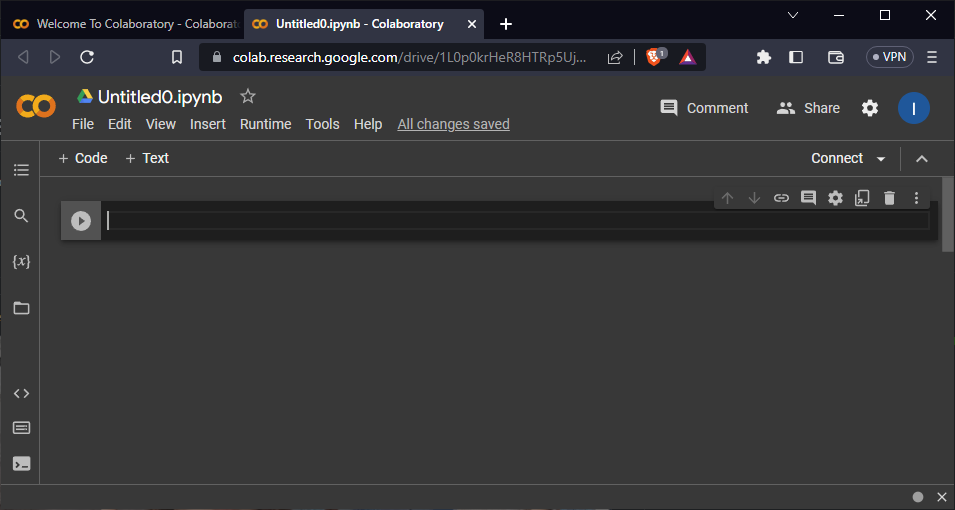 Welcome To Colaboratory - Colaborat
Untitled0.ipynb - Colaboratory
colab.research.google.com/drive/1L0p0krHeR8HTRp5Uj...
1
VPN
Untitled0.ipynb
Comment
Share
I
File Edit View Insert Runtime Tools Help All changes saved
+ Code + Text
Connect
{x}